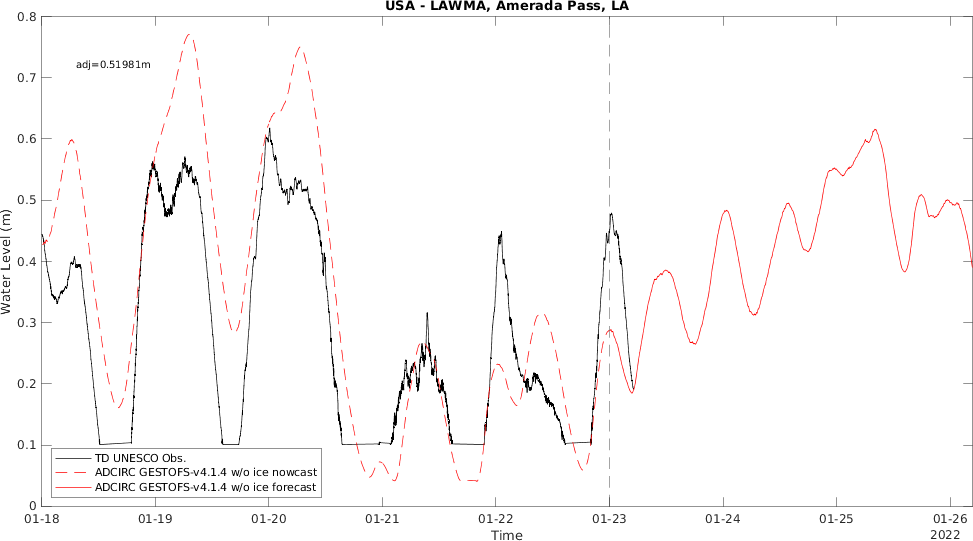 USA - LAWMA, Amerada Pass, LA
adj=0.51981m
Water Level (m)
0.8
0.7
0.6
0.5
0.4
0.3
0.2
0.1
0
TD UNESCO Obs.
ADCIRC GESTOFS-v4.1.4 w/o ice nowcast
ADCIRC GESTOFS-v4.1.4 w/o ice forecast
01-18 01-19 01-20 01-21 01-22 01-23 01-24 01-25 01-26
Time 2022